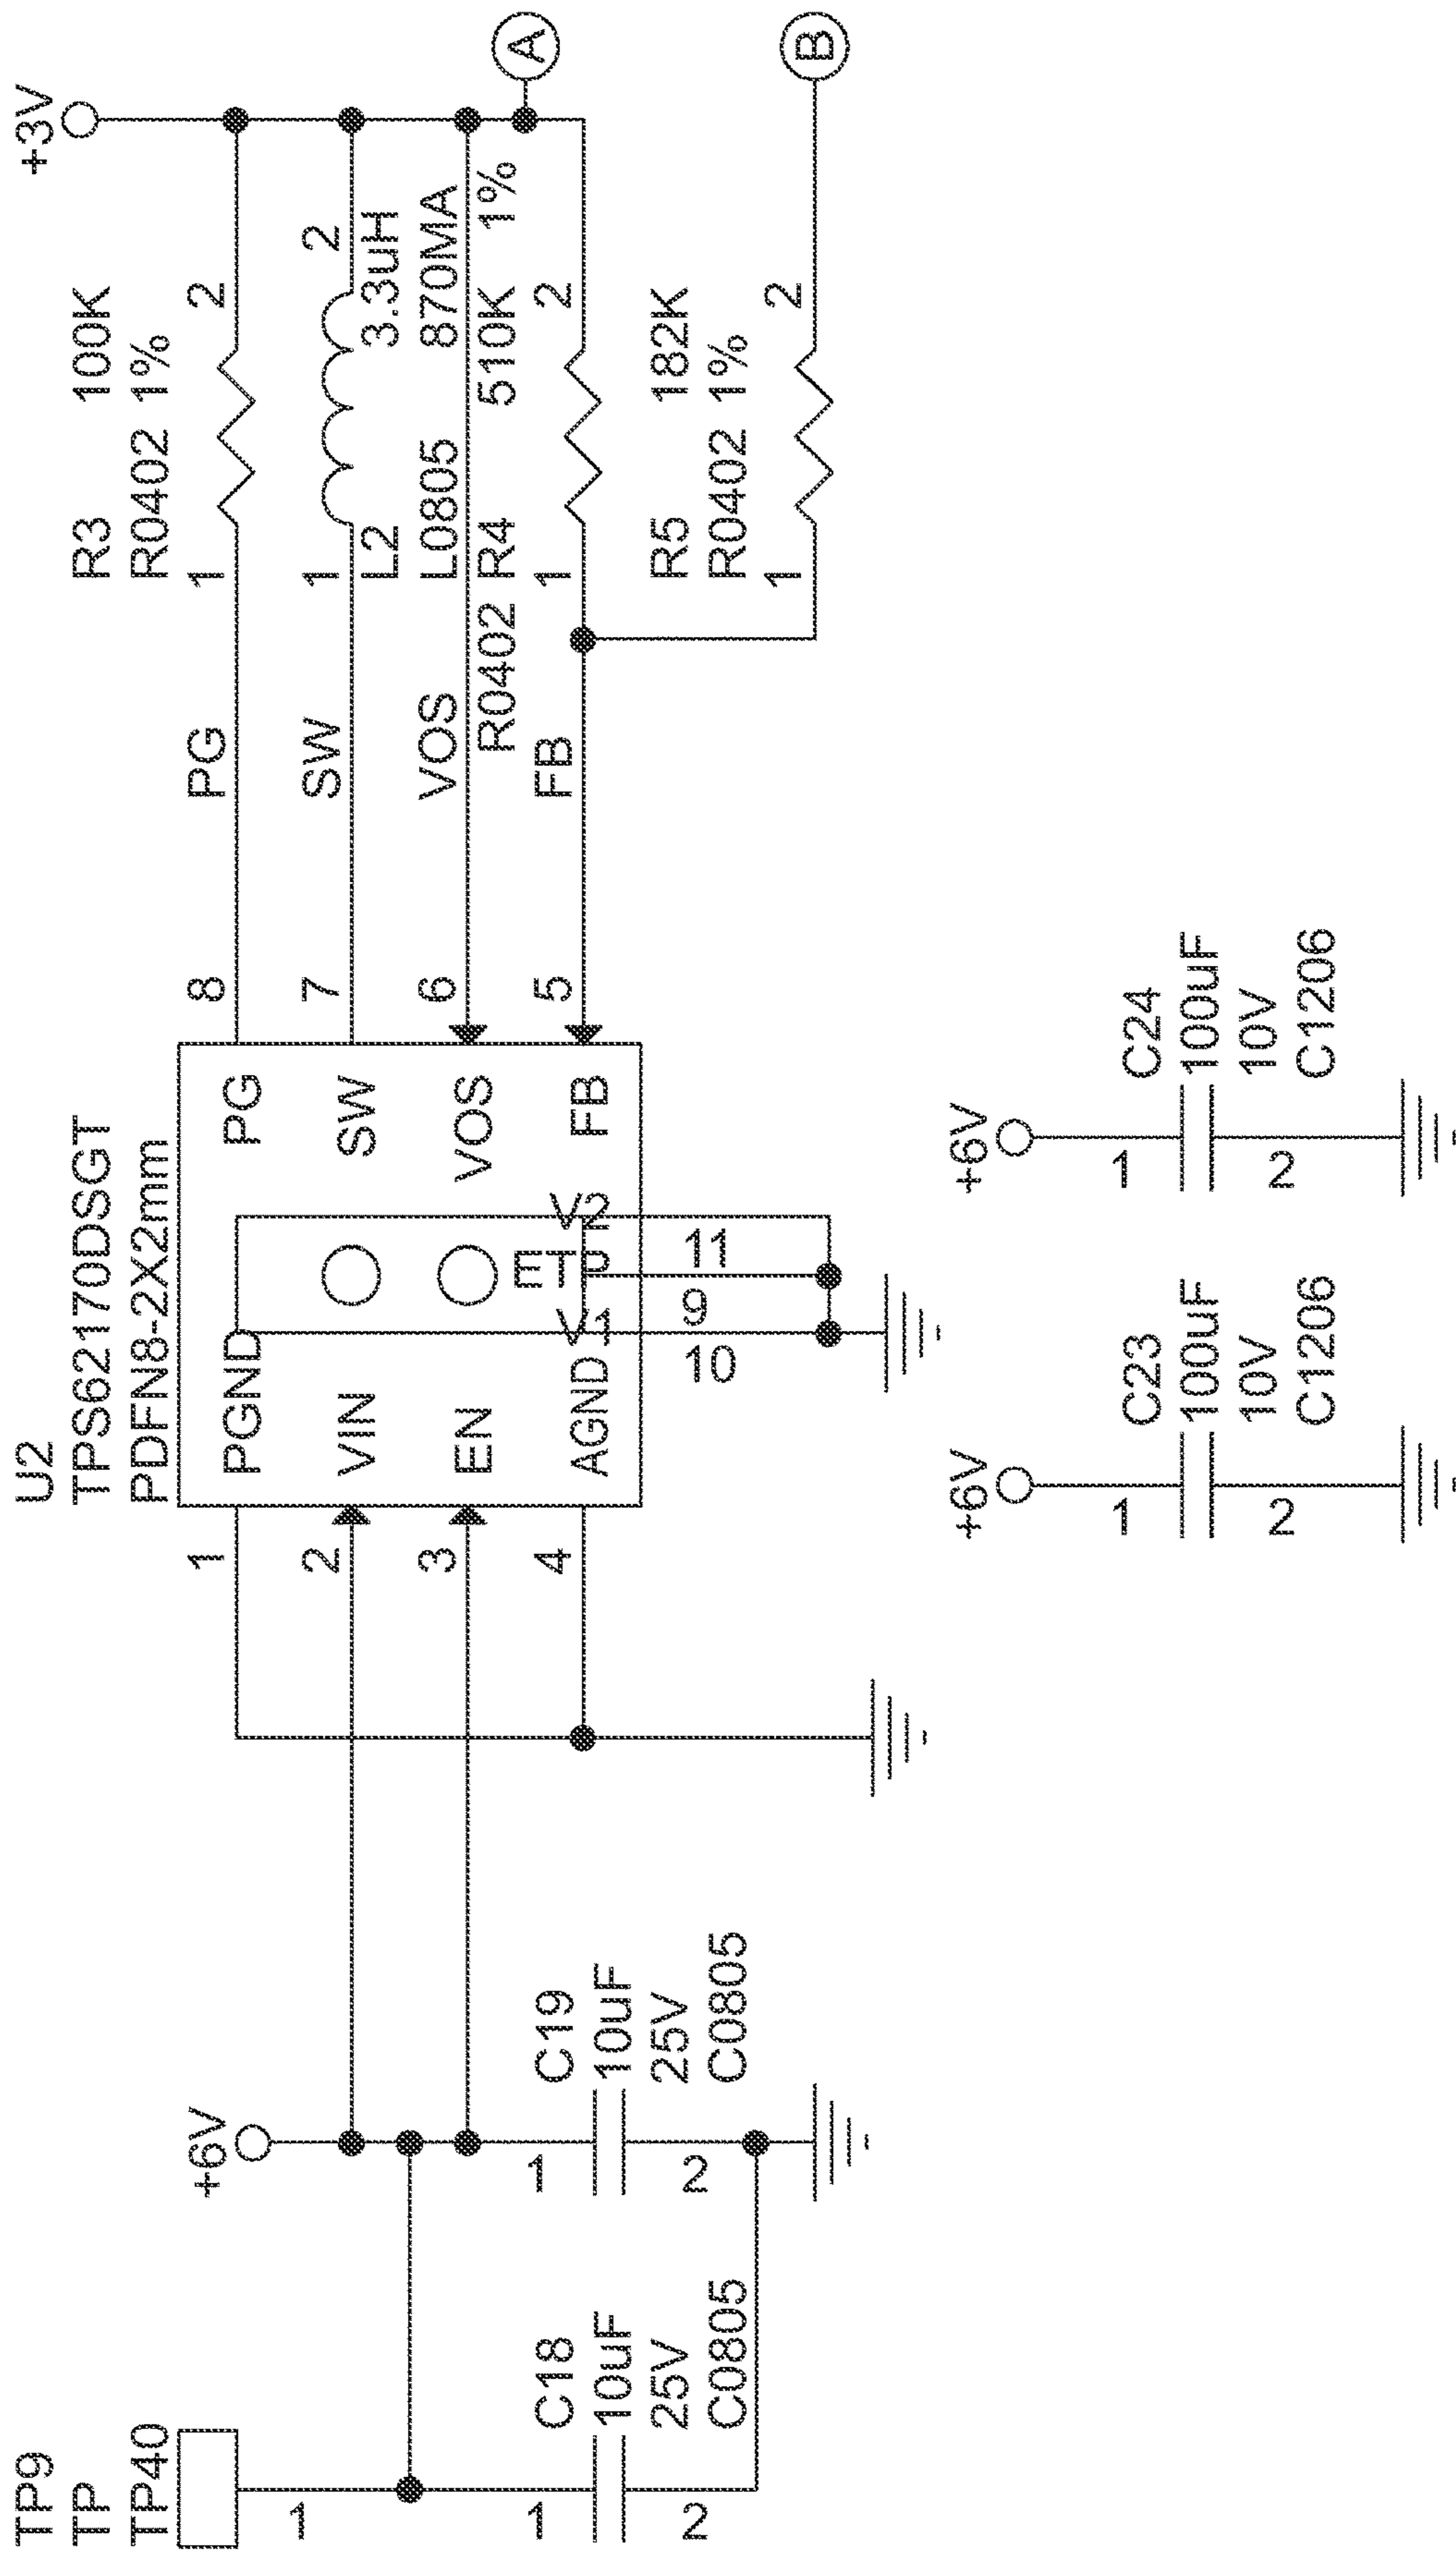 TP9
TP
TP40
1
+6V
C18
10uF
25V
C0805
1
2
C19
10uF
25V
C0805
1
2
U2
TPS62170DSGT
PDFN8-2X2mm
1
2
3
4
PGND
VIN
EN
AGND
PG
SW
VOS
FB
V2
ETP
V1
11
9
10
8
7
6
5
PG
SW
VOS
FB
R3 100K
R0402 1%
1
2
1
2
L2 3.3uH
L0805 870MA
R0402 R4 510K 1%
1
2
R5 182K
R0402 1%
1
2
+3V
A
B
+6V
C23
100uF
10V
C1206
1
2
+6V
C24
100uF
10V
C1206
1
2